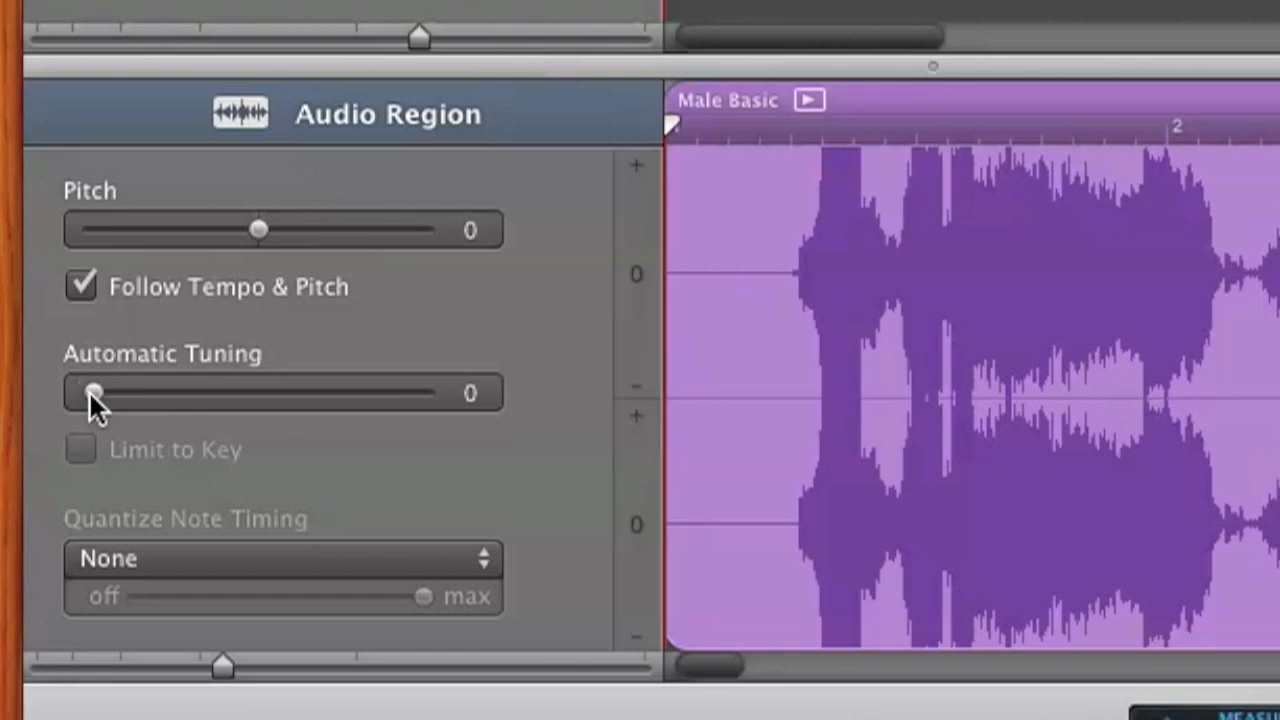 Audio Region
Male Basic
2
Pitch
0
Follow Tempo & Pitch
Automatic Tuning
0
Limit to Key
Quantize Note Timing
None
off max
+
0
-
+
0
-